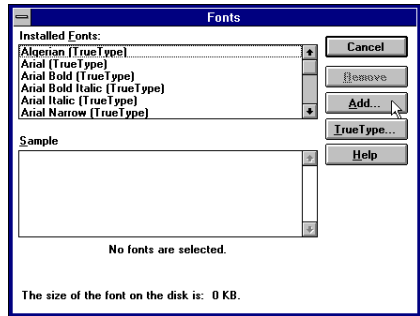 Fonts
Installed Fonts:
Algerian (TrueType)
Arial (TrueType)
Arial Bold (TrueType)
Arial Bold Italic (TrueType)
Arial Italic (TrueType)
Arial Narrow (TrueType)
Cancel
Remove
Add...
TrueType...
Help
Sample
No fonts are selected.
The size of the font on the disk is: 0 KB.